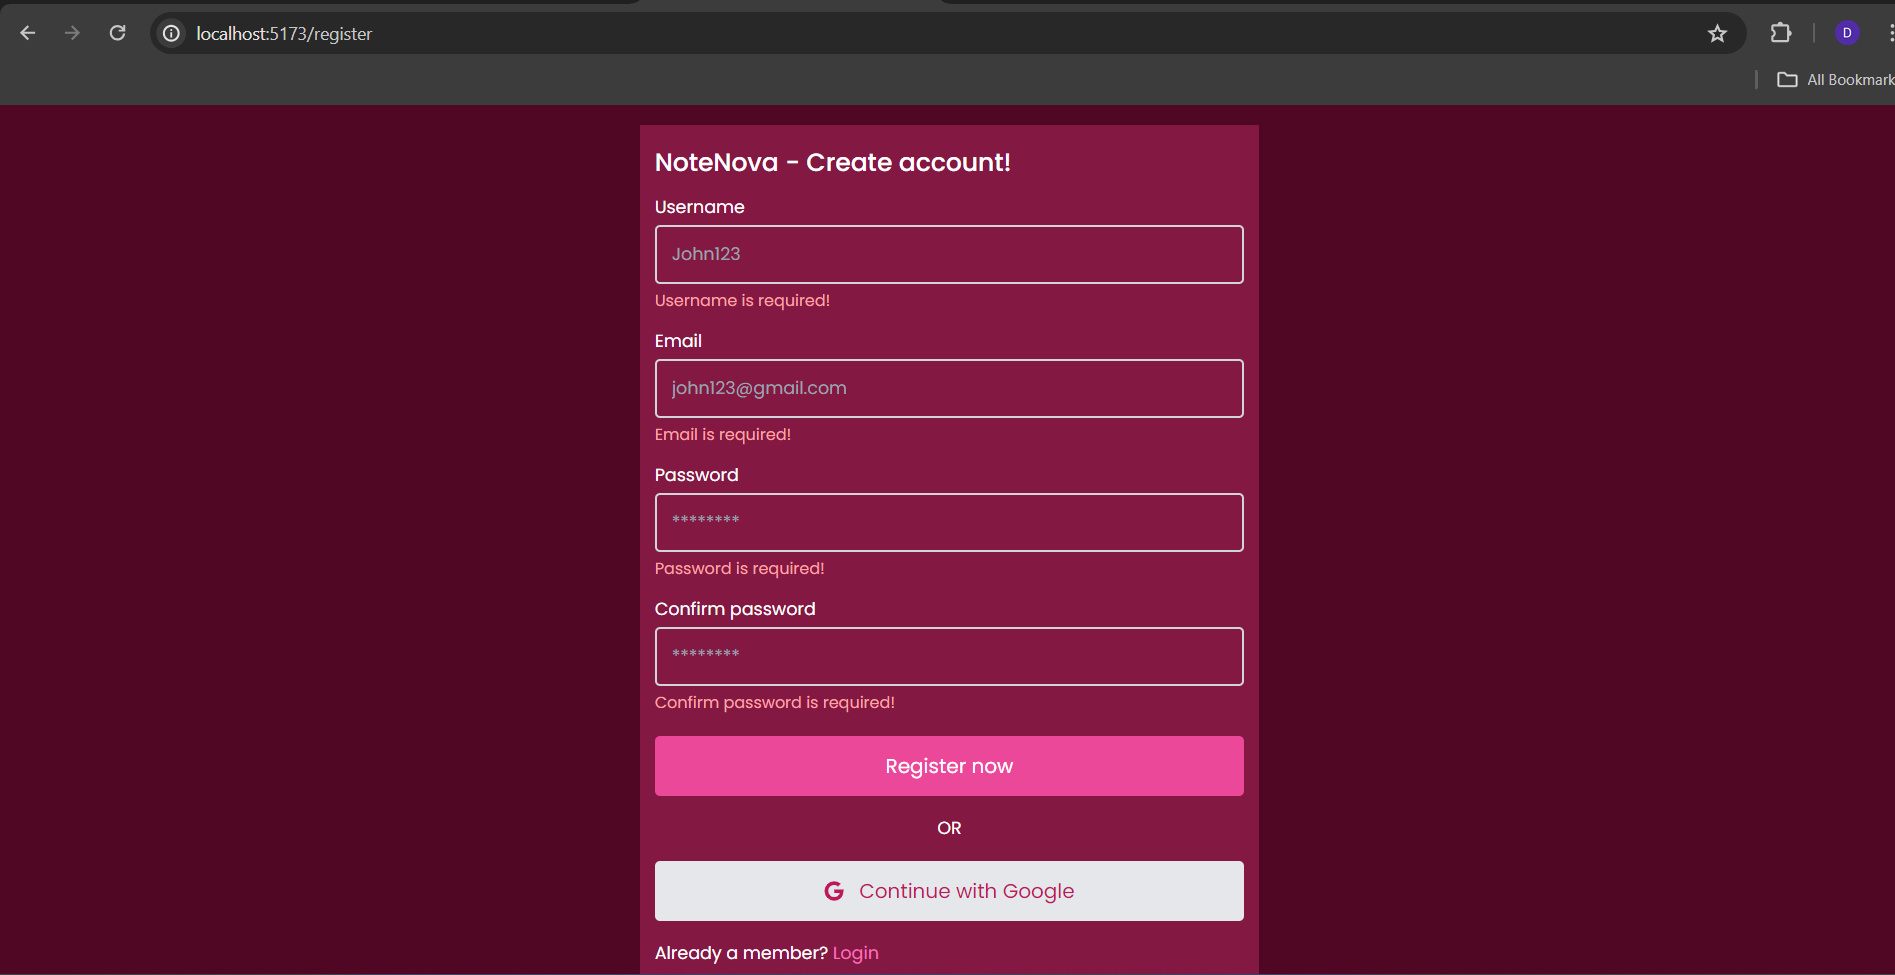 localhost:5173/register
D
All Bookmark
NoteNova - Create account!
Username
John123
Username is required!
Email
john123@gmail.com
Email is required!
Password
********
Password is required!
Confirm password
********
Confirm password is required!
Register now
OR
G Continue with Google
Already a member? Login